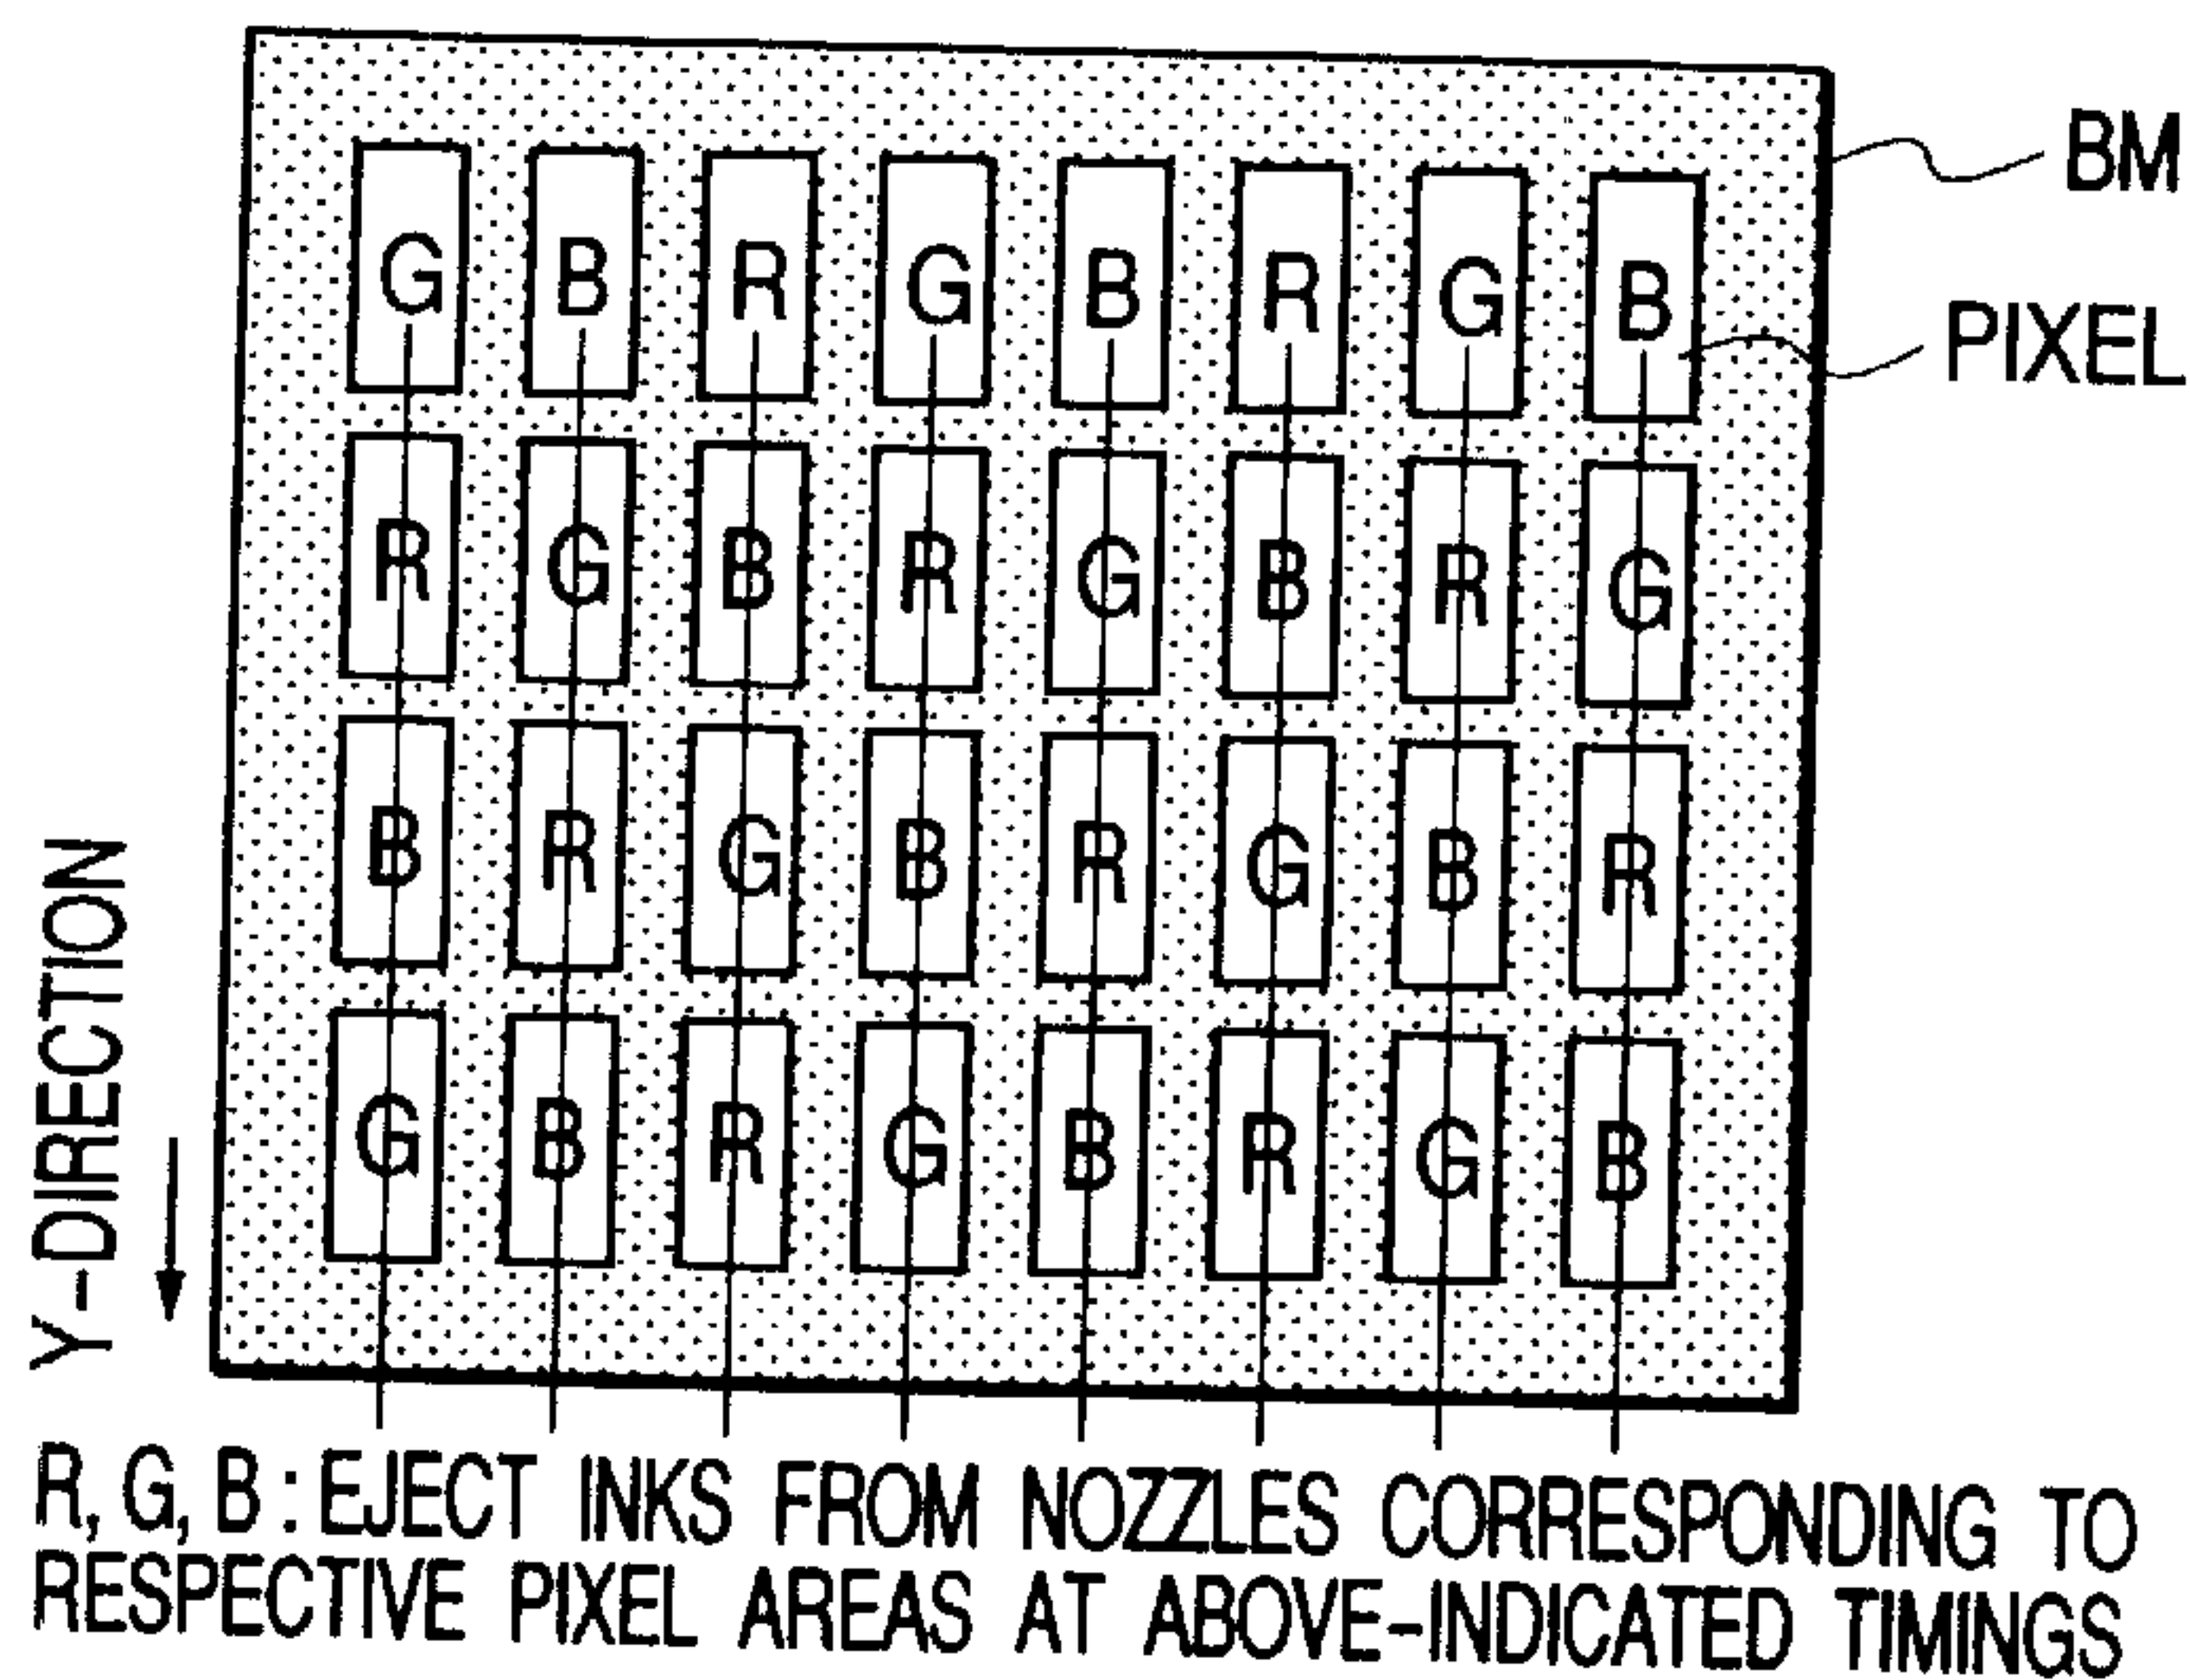 BM
G B R G B R G B
PIXEL
R G B R G B R G
B R G B R G B R
G B R G B R G B
Y-DIRECTION
R, G, B : EJECT INKS FROM NOZZLES CORRESPONDING TO
RESPECTIVE PIXEL AREAS AT ABOVE-INDICATED TIMINGS